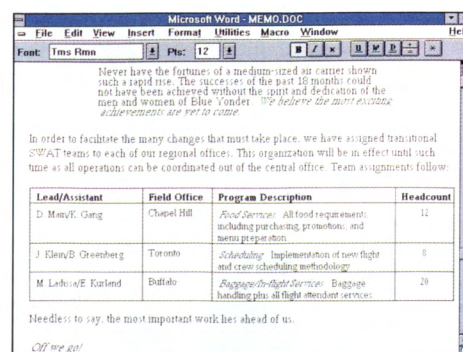 Microsoft Word - MEMO.DOC
File Edit View Insert Format Utilities Macro Window Hel
Font: Tms Rmn Pts: 12 B I
Never have the fortunes of a medium-sized air carrier shown
such a rapid rise. The successes of the past 18 months could
not have been achieved without the spirit and dedication of the
men and women of Blue Yonder. We believe the most exciting
achievements are yet to come.
In order to facilitate the many changes that must take place, we have assigned transitional
SWAT teams to each of our regional offices. This organization will be in effect until such
time as all operations can be coordinated out of the central office. Team assignments follow:
Lead/Assistant Field Office Program Description Headcount
D. Main/K. Gang Chapel Hill Food Services: All food requirements, 12
including purchasing, promotions, and
menu preparation
J. Klein/B. Greenberg Toronto Scheduling: Implementation of new flight 8
and crew scheduling methodology
M. Ladusa/E. Kurland Buffalo Baggage/In-flight Services: Baggage 20
handling plus all flight attendant services
Needless to say, the most important work lies ahead of us.
Off we go!